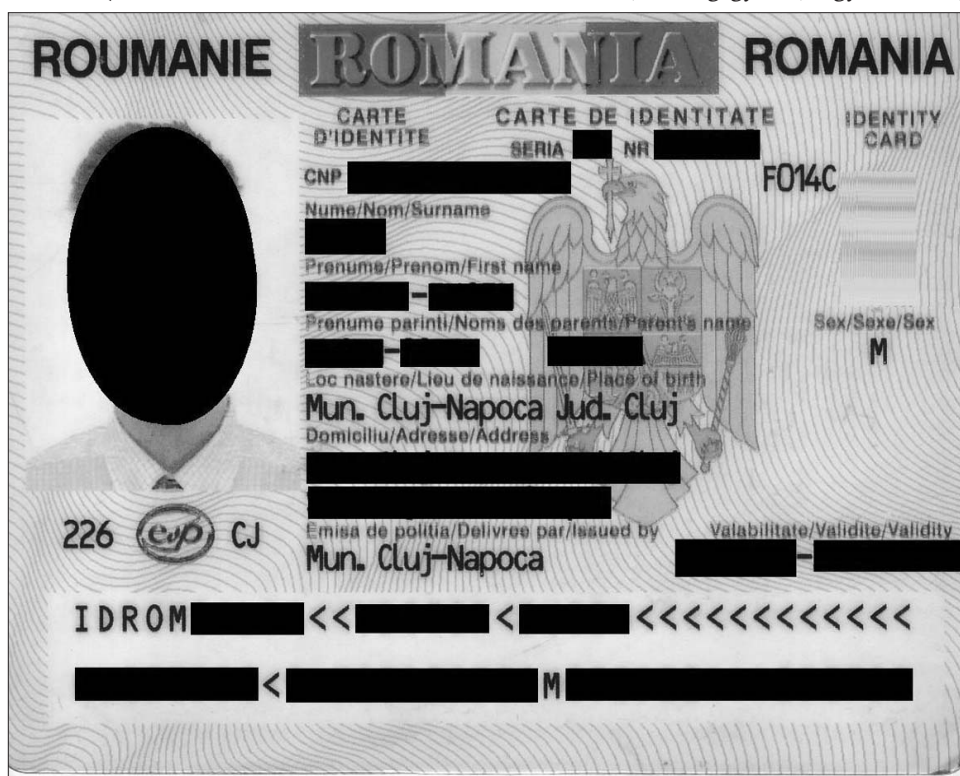 ROUMANIE ROMANIA ROMANIA
CARTE D'IDENTITE
CARTE DE IDENTITATE
IDENTITY CARD
SERIA NR
CNP
F014C
Nume/Nom/Surname
Prenume/Prenom/First name
-
Prenume parinti/Noms des parents/Parent's name
Sex/Sexe/Sex
-
M
Loc nastere/Lieu de naissance/Place of birth
Mun. Cluj-Napoca Jud. Cluj
Domiciliu/Adresse/Address
226 CJ
Emisa de politia/Delivree par/Issued by
Valabilitate/Validite/Validity
Mun. Cluj-Napoca
-
IDROM << < <<<<<<<<<<<<
< M